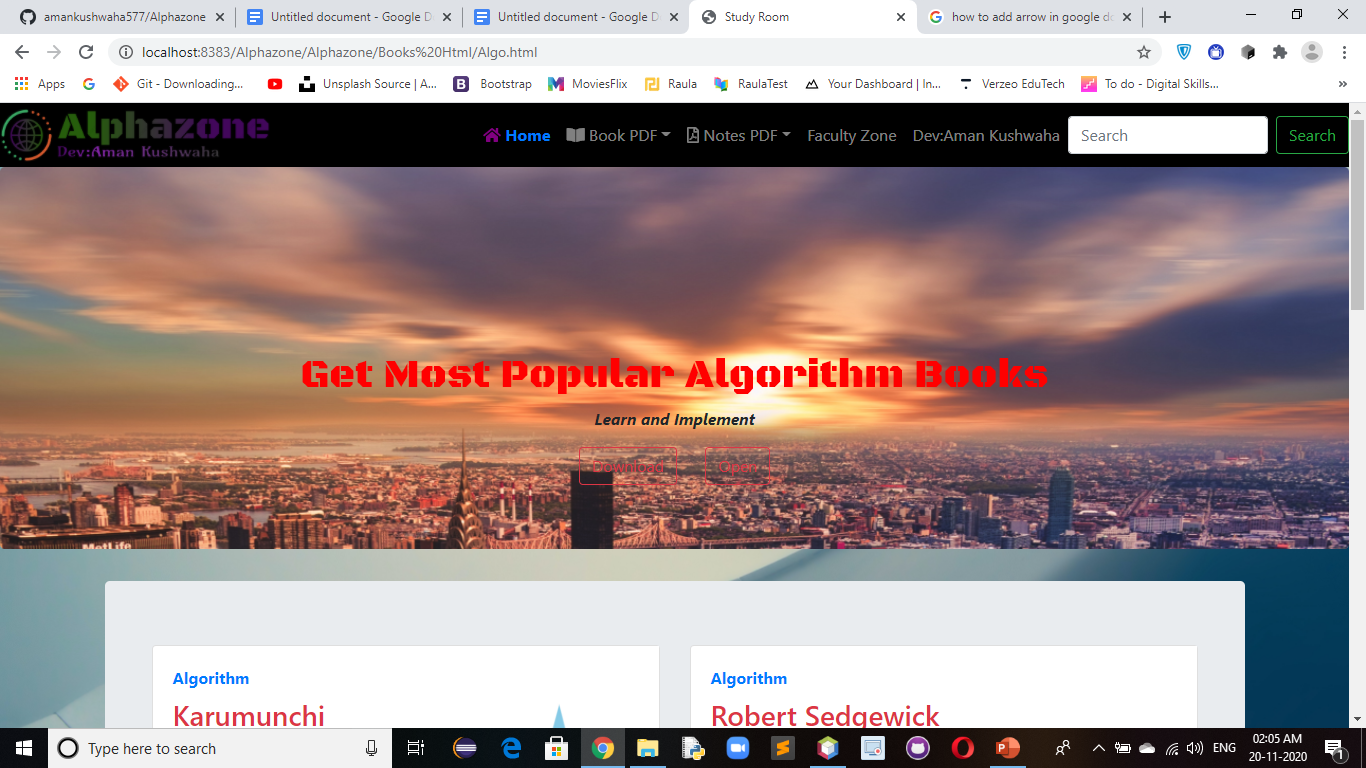 amankushwaha577/Alphazone
Untitled document - Google D
Untitled document - Google D
Study Room
how to add arrow in google do
localhost:8383/Alphazone/Alphazone/Books%20Html/Algo.html
Apps
Git - Downloading...
Unsplash Source | A...
Bootstrap
MoviesFlix
Raula
RaulaTest
Your Dashboard | In...
Verzeo EduTech
To do - Digital Skills...
»
Alphazone
Dev:Aman Kushwaha
Home
Book PDF
Notes PDF
Faculty Zone
Dev:Aman Kushwaha
Search
Search
Get Most Popular Algorithm Books
Learn and Implement
Download
Open
MetLife
Algorithm
Karumunchi
Algorithm
Robert Sedgewick
Type here to search
ENG
02:05 AM
20-11-2020
1